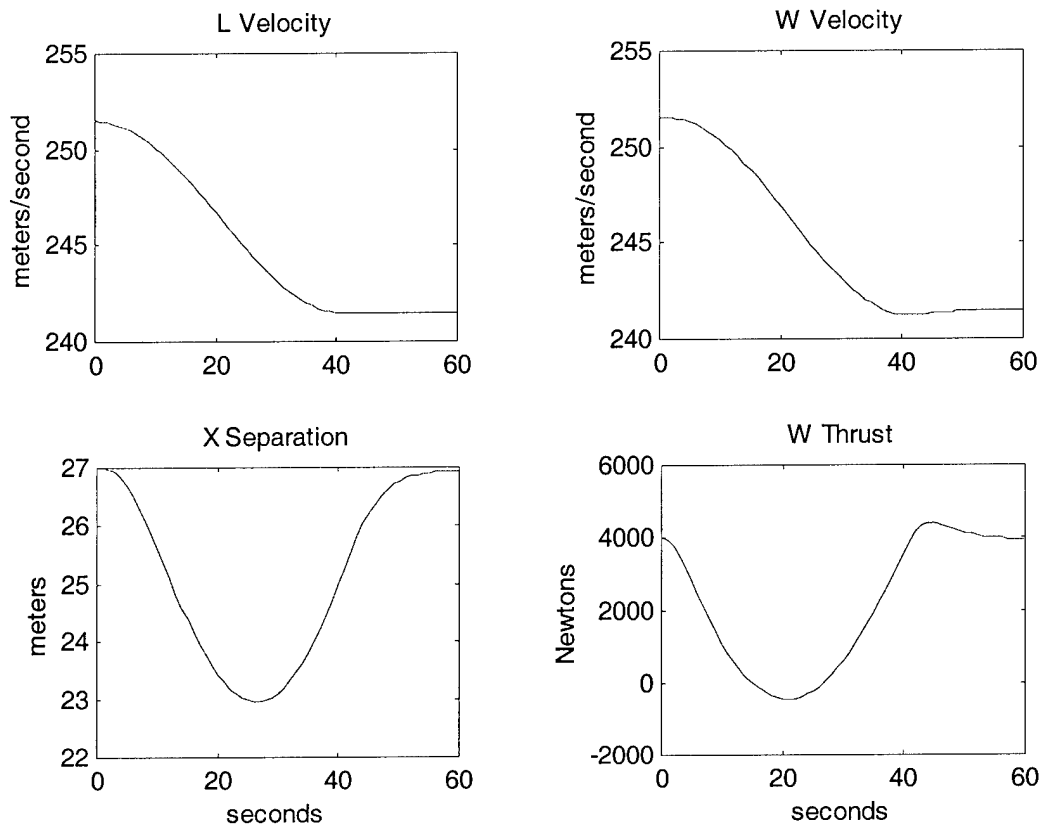 L Velocity
255
250
245
240
meters/second
0 20 40 60
W Velocity
255
250
245
240
meters/second
0 20 40 60
X Separation
27
26
25
24
23
22
meters
0 20 40 60
seconds
W Thrust
6000
4000
2000
0
-2000
Newtons
0 20 40 60
seconds